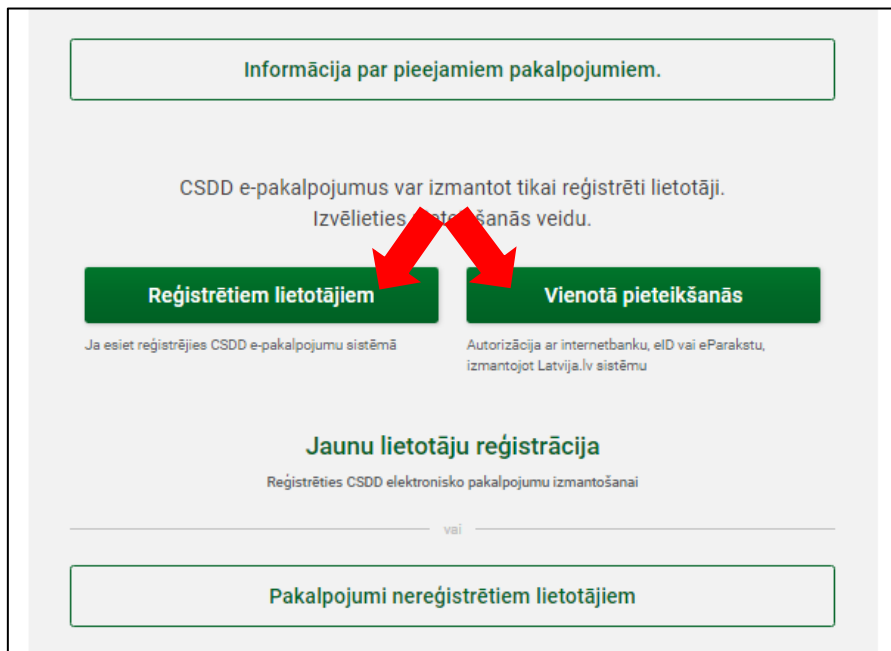 Informācija par pieejamiem pakalpojumiem.
CSDD e-pakalpojumus var izmantot tikai reģistrēti lietotāji.
Izvēlieties veidu.
Reģistrētiem lietotājiem
Vienotā pieteikšanās
Ja esiet reģistrējies CSDD e-pakalpojumu sistēmā
Autorizācija ar internetbanku, eID vai eParakstu,
izmantojot Latvija.lv sistēmu
Jaunu lietotāju reģistrācija
Reģistrēties CSDD elektronisko pakalpojumu izmantošanai
vai
Pakalpojumi nereģistrētiem lietotājiem